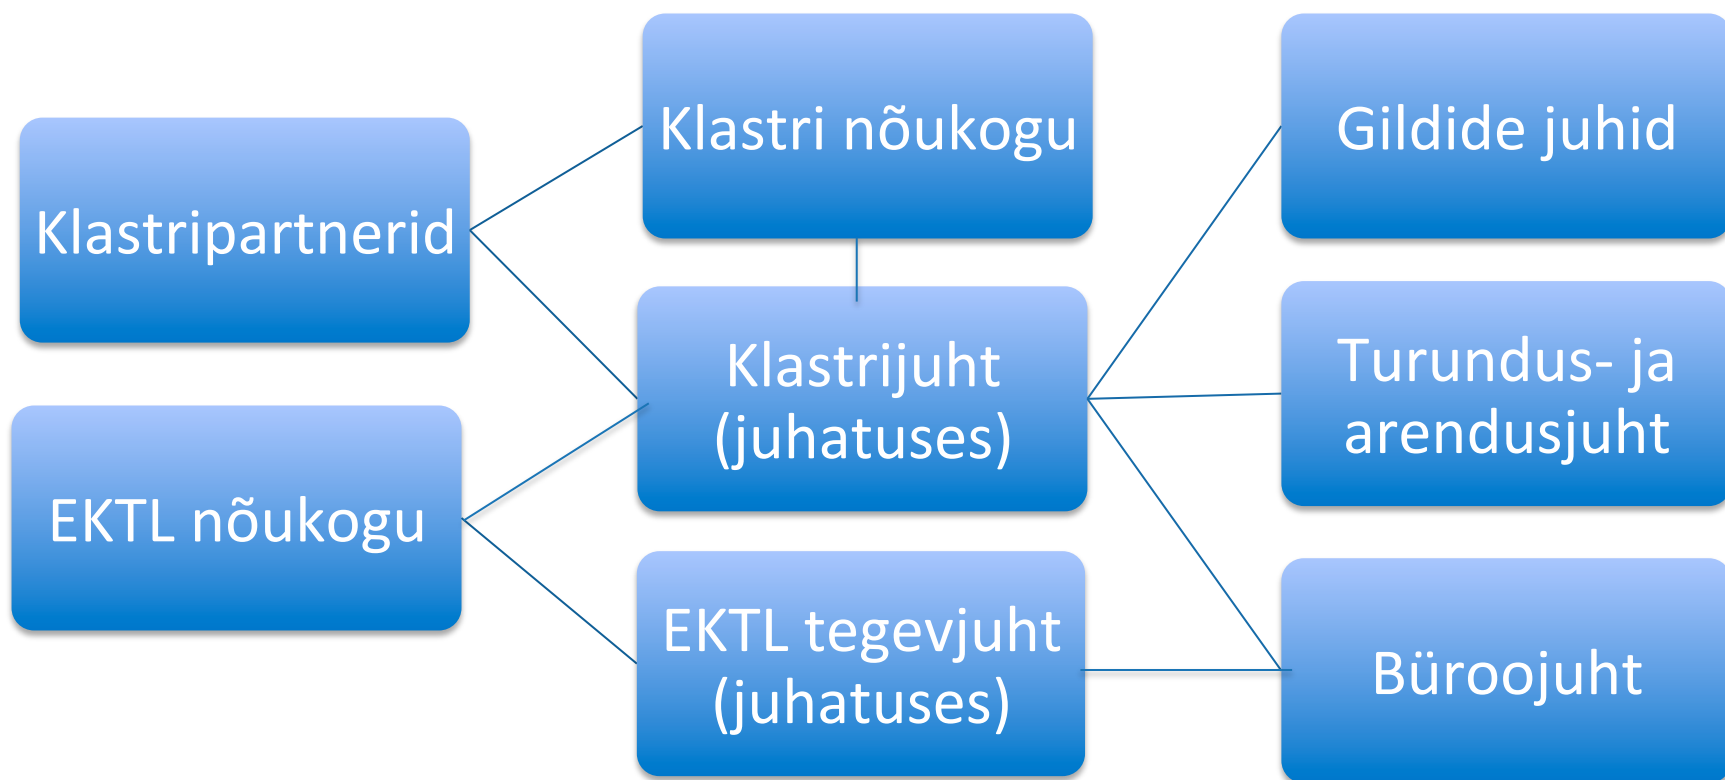 Klastripartnerid
EKTL nõukogu
Klastri nõukogu
Klastrijuht
(juhatuses)
EKTL tegevjuht
(juhatuses)
Gildide juhid
Turundus- ja
arendusjuht
Büroojuht